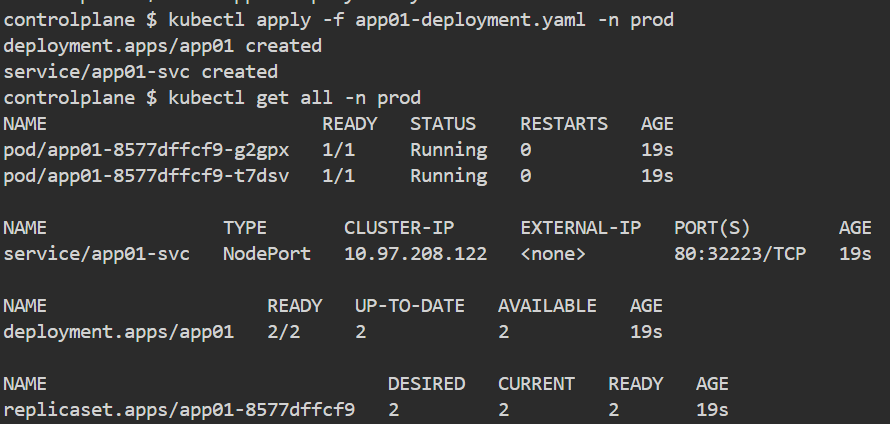 controlplane $ kubectl apply -f app01-deployment.yaml -n prod
deployment.apps/app01 created
service/app01-svc created
controlplane $ kubectl get all -n prod
NAME                             READY   STATUS    RESTARTS   AGE
pod/app01-8577dffcf9-g2gpx   1/1     Running   0          19s
pod/app01-8577dffcf9-t7dsv   1/1     Running   0          19s

NAME                TYPE       CLUSTER-IP      EXTERNAL-IP   PORT(S)        AGE
service/app01-svc   NodePort   10.97.208.122   <none>        80:32223/TCP   19s

NAME                    READY   UP-TO-DATE   AVAILABLE   AGE
deployment.apps/app01   2/2     2            2           19s

NAME                               DESIRED   CURRENT   READY   AGE
replicaset.apps/app01-8577dffcf9   2         2         2       19s